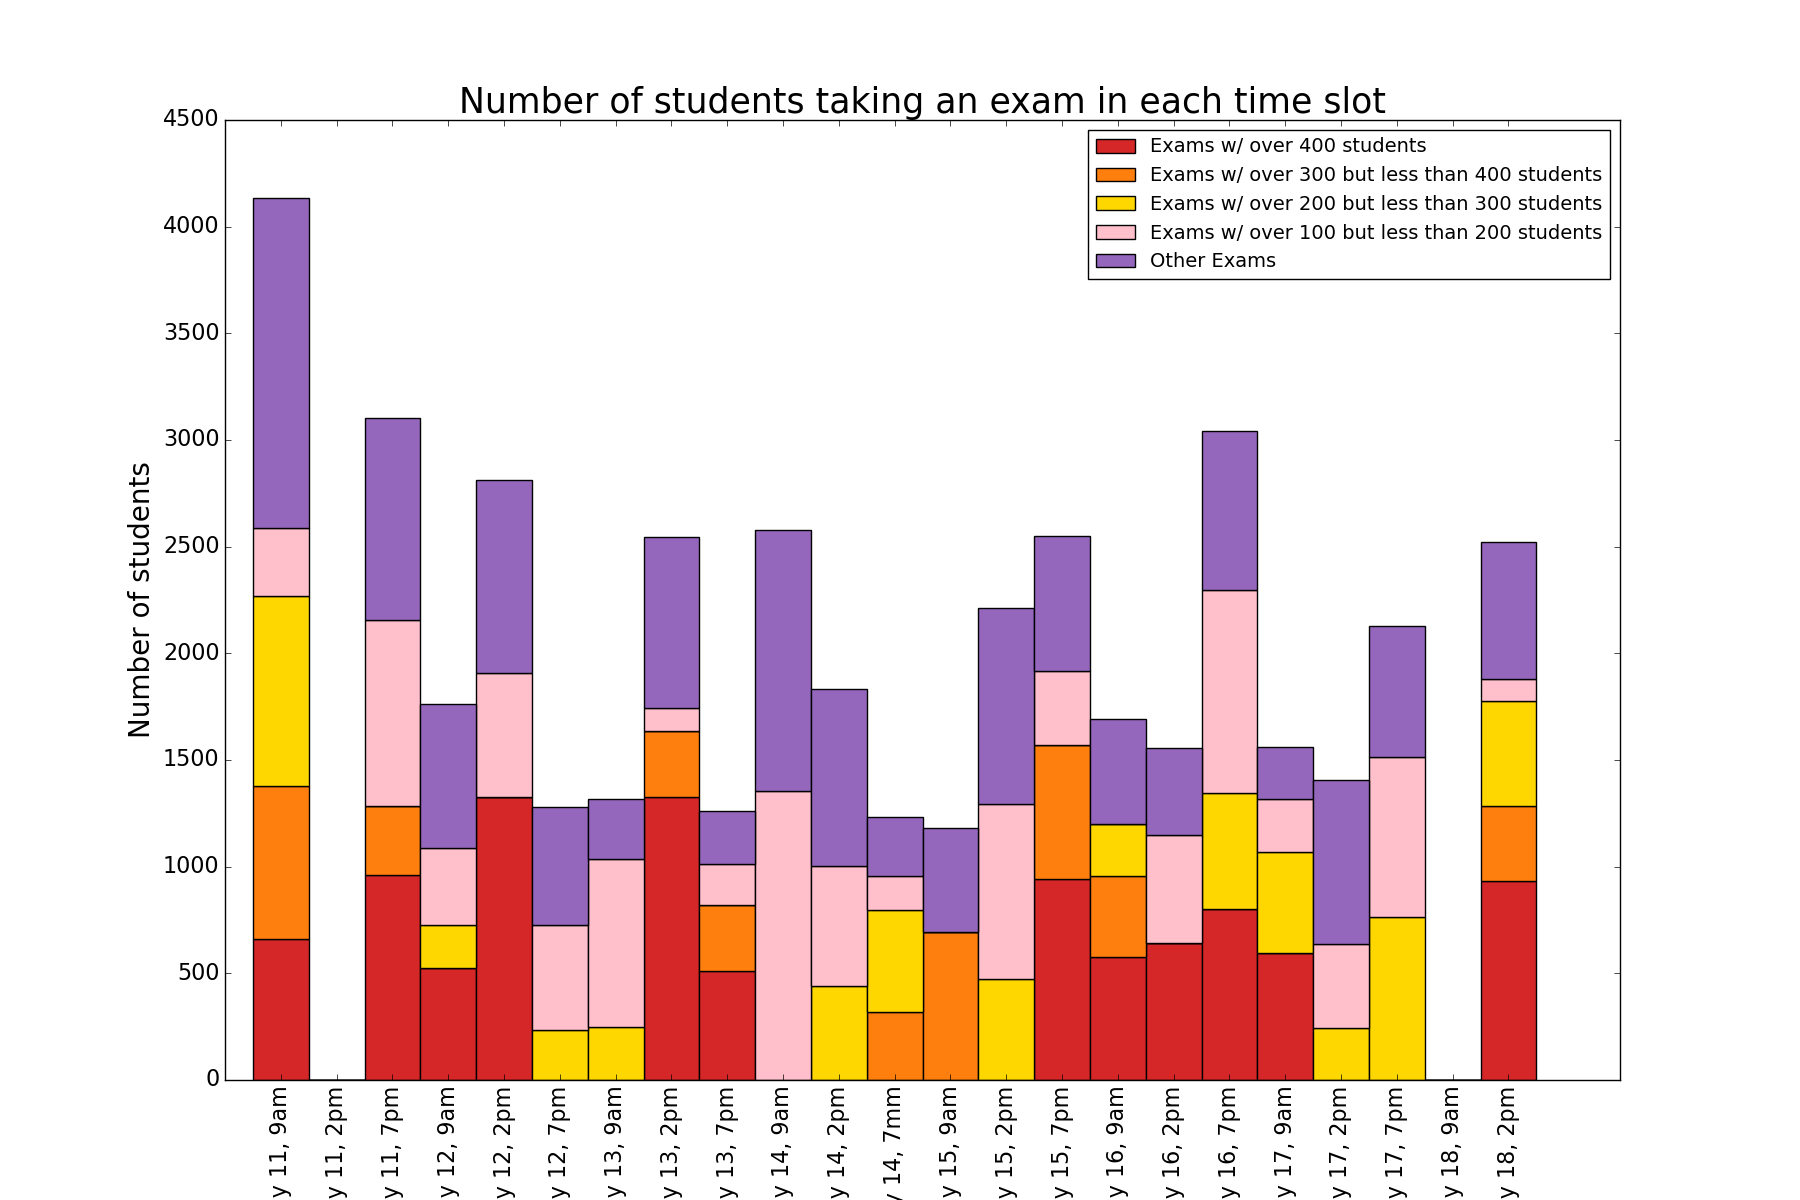 Number of students taking an exam in each time slot
4500
4000
3500
3000
2500
2000
1500
1000
500
0
Number of students
Exams w/ over 400 students
Exams w/ over 300 but less than 400 students
Exams w/ over 200 but less than 300 students
Exams w/ over 100 but less than 200 students
Other Exams
y 11, 9am
y 11, 2pm
y 11, 7pm
y 12, 9am
y 12, 2pm
y 12, 7pm
y 13, 9am
y 13, 2pm
y 13, 7pm
y 14, 9am
y 14, 2pm
y 14, 7mm
y 15, 9am
y 15, 2pm
y 15, 7pm
y 16, 9am
y 16, 2pm
y 16, 7pm
y 17, 9am
y 17, 2pm
y 17, 7pm
y 18, 9am
y 18, 2pm